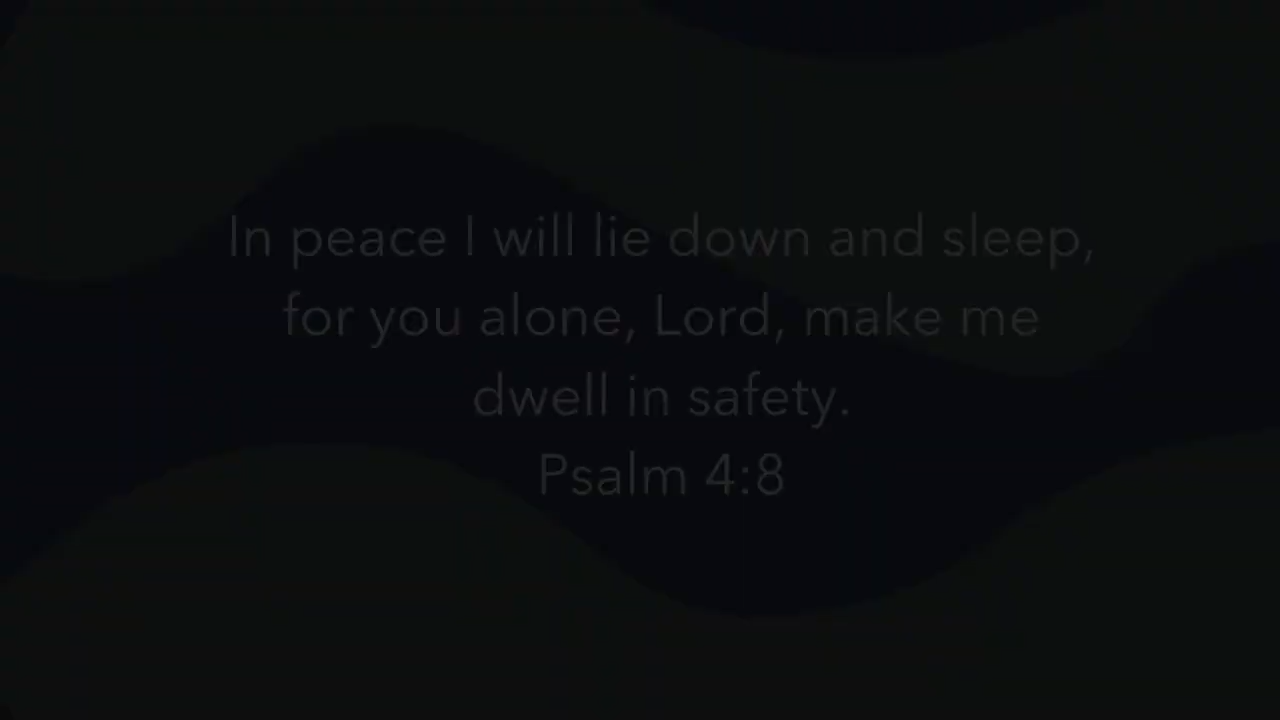 In peace I will lie down and sleep,
for you alone, Lord, make me
dwell in safety.
Psalm 4:8